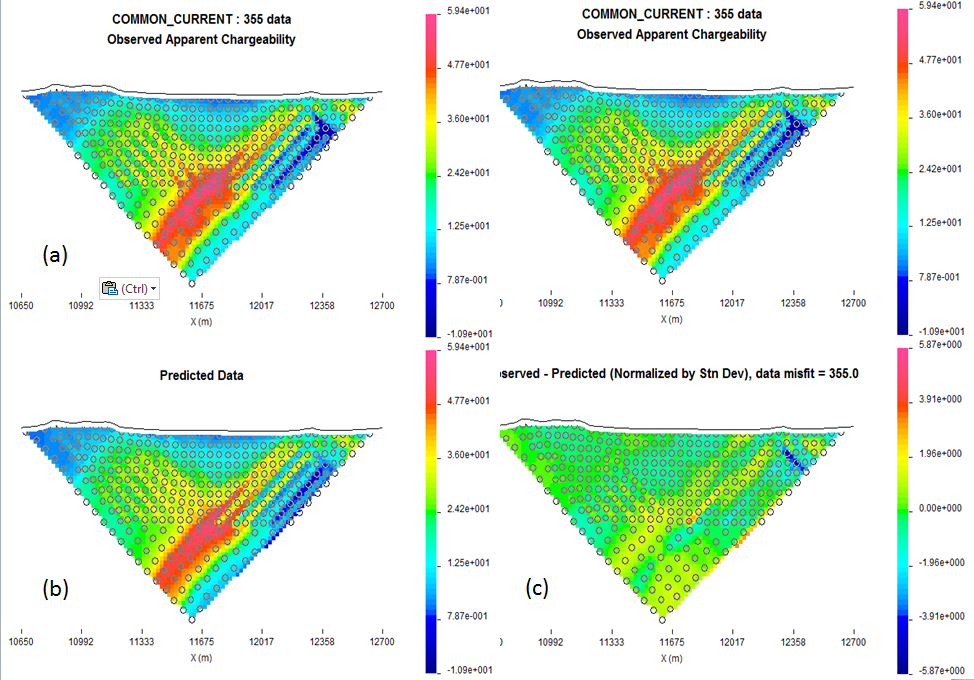 COMMON_CURRENT : 355 data
Observed Apparent Chargeability
5.94e+001
4.77e+001
3.60e+001
2.42e+001
1.25e+001
7.87e-001
-1.09e+001
(a)
(Ctrl)
10650 10992 11333 11675 12017 12358 12700
X (m)
COMMON_CURRENT : 355 data
Observed Apparent Chargeability
5.94e+001
4.77e+001
3.60e+001
2.42e+001
1.25e+001
7.87e-001
-1.09e+001
0 10992 11333 11675 12017 12358 12700
X (m)
Predicted Data
5.94e+001
4.77e+001
3.60e+001
2.42e+001
1.25e+001
7.87e-001
-1.09e+001
(b)
10650 10992 11333 11675 12017 12358 12700
X (m)
served - Predicted (Normalized by Stn Dev), data misfit = 355.0
5.87e+000
3.91e+000
1.96e+000
0.00e+000
-1.96e+000
-3.91e+000
-5.87e+000
(c)
10992 11333 11675 12017 12358 12700
X (m)